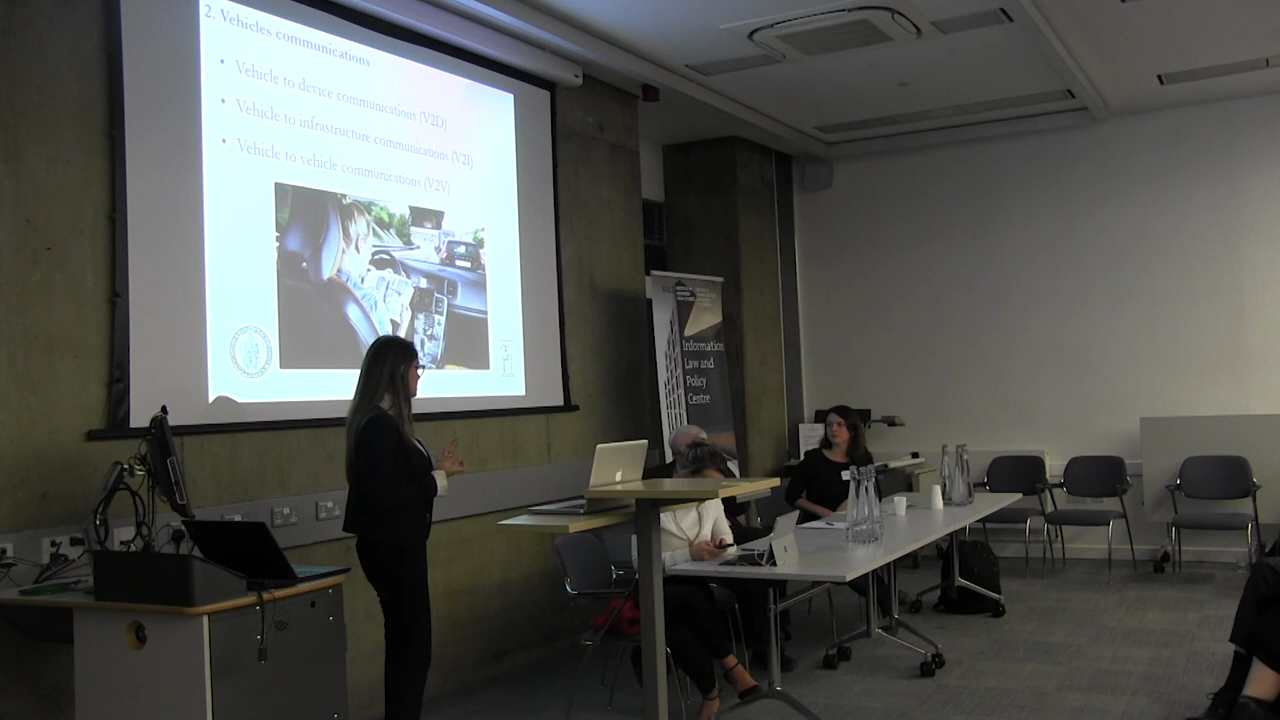 2. Vehicles communications
• Vehicle to device communications (V2D)
• Vehicle to infrastructure communications (V2I)
• Vehicle to vehicle communications (V2V)
Information
Law and
Policy
Centre